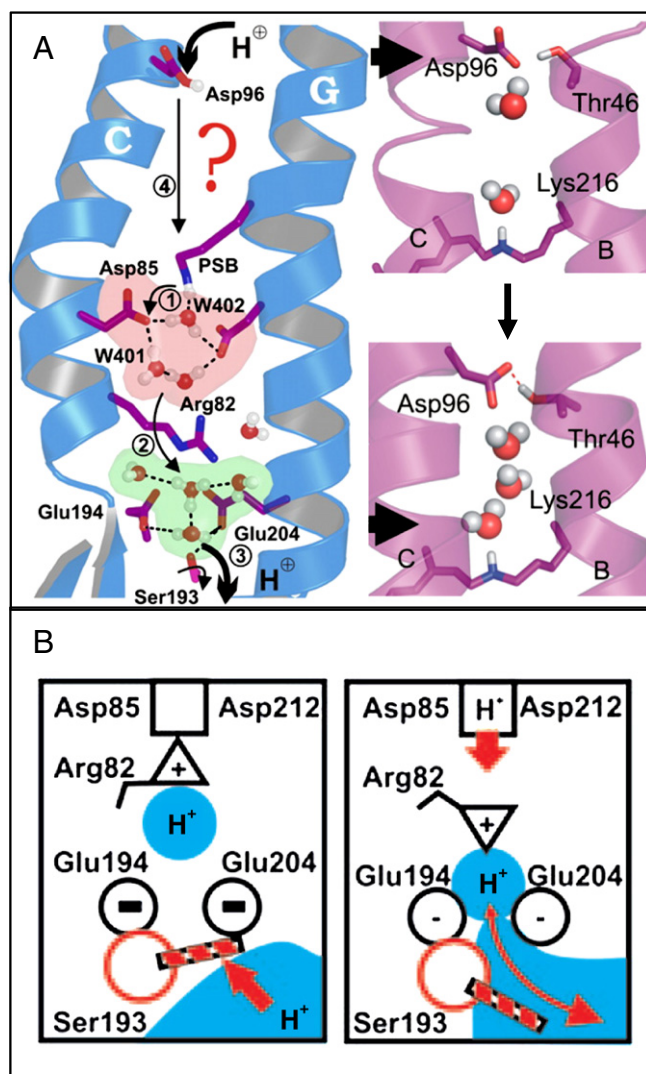 A
H⊕
Asp96
C
G
?
④
PSB
Asp85
①
W402
W401
Arg82
②
Glu194
Glu204
③
H⊕
Ser193
Asp96
Thr46
Lys216
C
B
Asp96
Thr46
Lys216
C
B
B
Asp85 Asp212
Arg82
+
H+
Glu194 Glu204
- -
Ser193
H+
Asp85 H+ Asp212
Arg82
+
Glu194 H+ Glu204
- -
Ser193